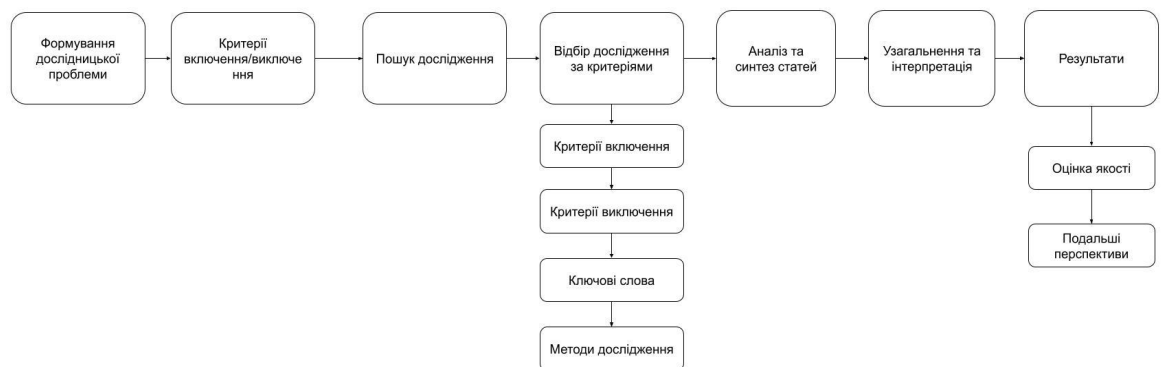 Формування
дослідницької
проблеми
Критерії
включення/виключе
ння
Пошук дослідження
Відбір дослідження
за критеріями
Аналіз та
синтез статей
Узагальнення та
інтерпретація
Результати
Критерії включення
Критерії виключення
Ключові слова
Методи дослідження
Оцінка якості
Подальші
перспективи